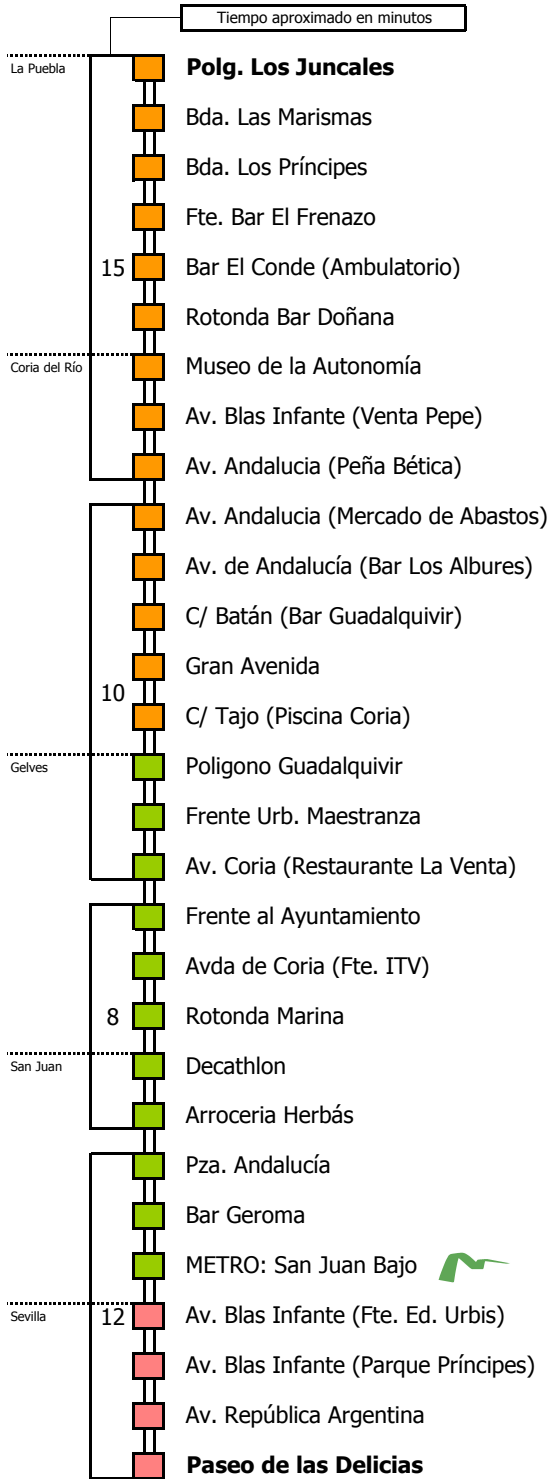 Tiempo aproximado en minutos
La Puebla
Polg. Los Juncales
Bda. Las Marismas
Bda. Los Príncipes
Fte. Bar El Frenazo
15
Bar El Conde (Ambulatorio)
Rotonda Bar Doñana
Coria del Río
Museo de la Autonomía
Av. Blas Infante (Venta Pepe)
Av. Andalucia (Peña Bética)
Av. Andalucia (Mercado de Abastos)
Av. de Andalucía (Bar Los Albures)
C/ Batán (Bar Guadalquivir)
Gran Avenida
10
C/ Tajo (Piscina Coria)
Gelves
Poligono Guadalquivir
Frente Urb. Maestranza
Av. Coria (Restaurante La Venta)
Frente al Ayuntamiento
Avda de Coria (Fte. ITV)
8
Rotonda Marina
San Juan
Decathlon
Arroceria Herbás
Pza. Andalucía
Bar Geroma
METRO: San Juan Bajo
Sevilla
12
Av. Blas Infante (Fte. Ed. Urbis)
Av. Blas Infante (Parque Príncipes)
Av. República Argentina
Paseo de las Delicias